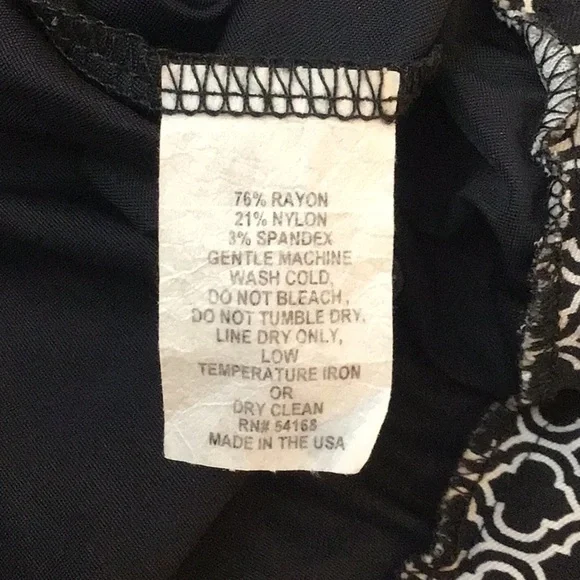 76% RAYON
21% NYLON
3% SPANDEX
GENTLE MACHINE
WASH COLD,
DO NOT BLEACH,
DO NOT TUMBLE DRY.
LINE DRY ONLY,
LOW
TEMPERATURE IRON
OR
DRY CLEAN
RN# 54168
MADE IN THE USA